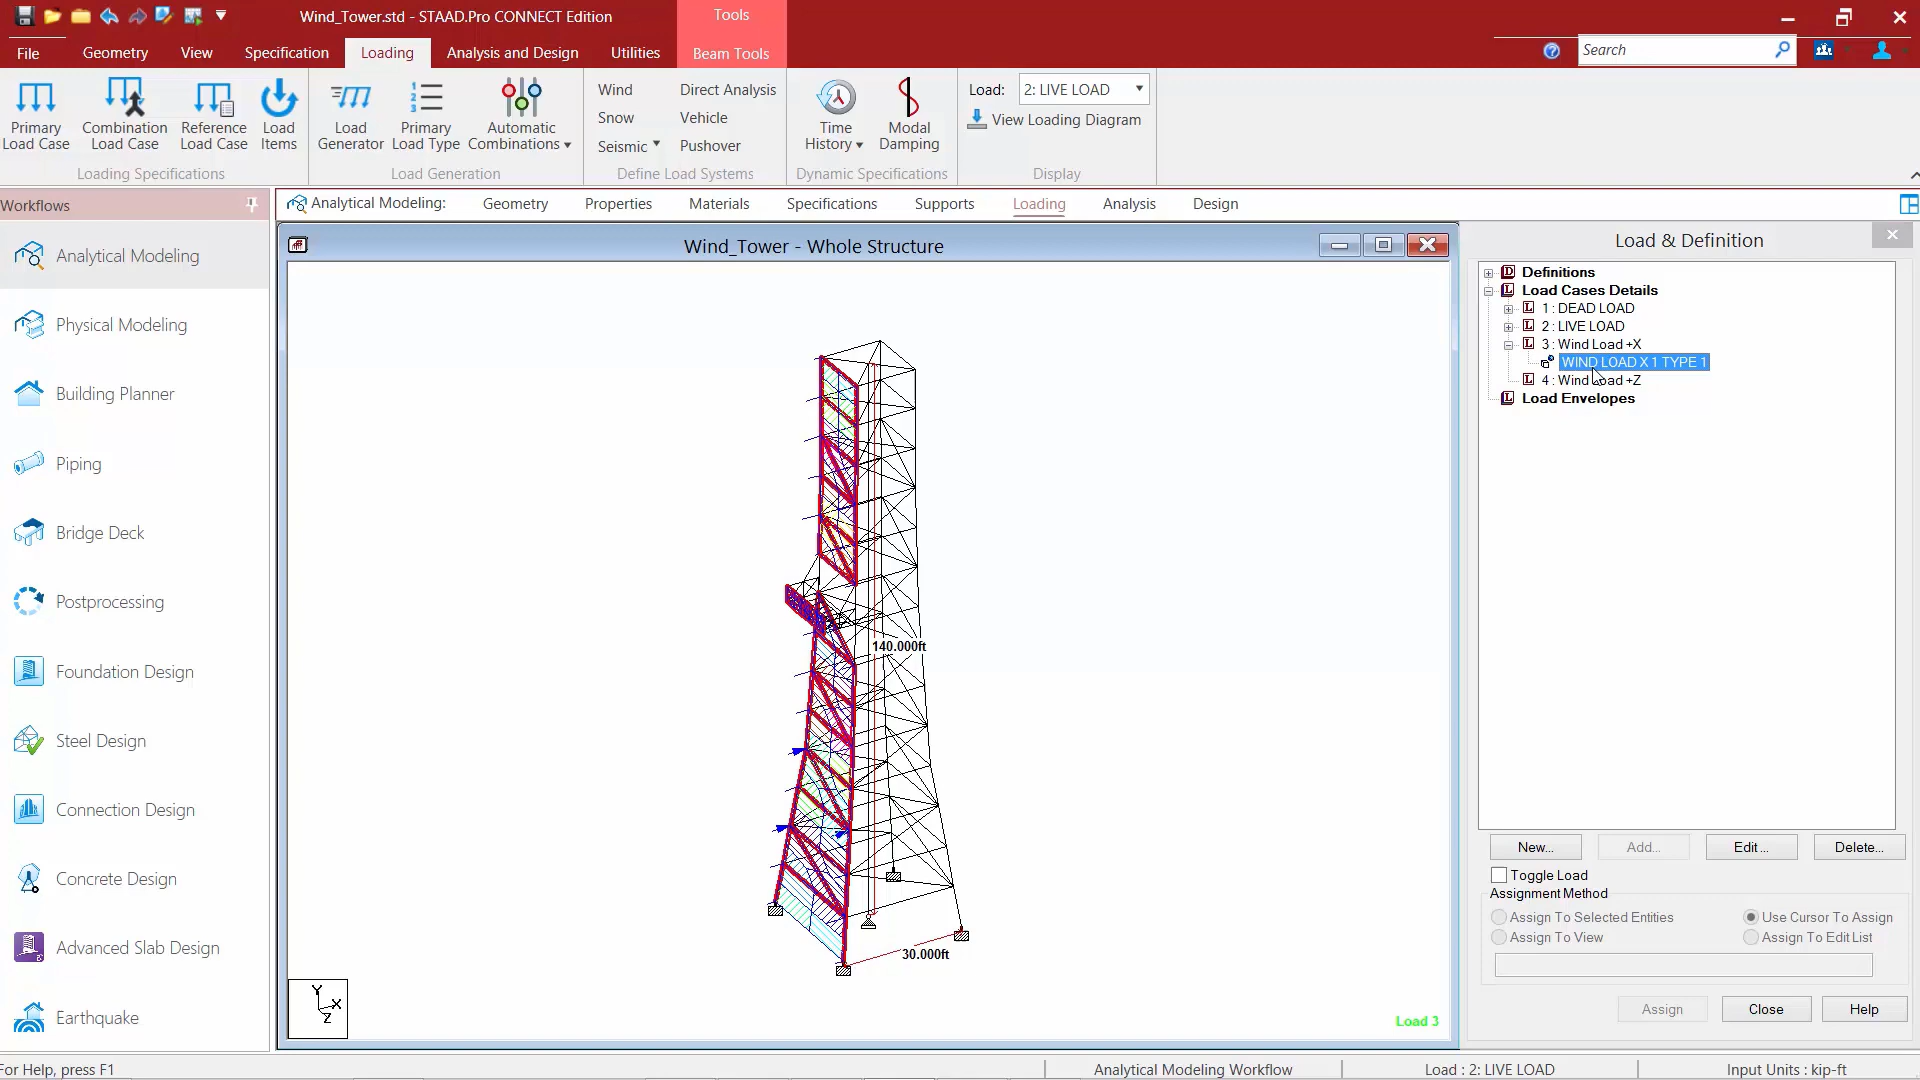 Wind_Tower.std - STAAD.Pro CONNECT Edition
Tools
File
Geometry
View
Specification
Loading
Analysis and Design
Utilities
Beam Tools
Search
Primary
Load Case
Combination
Load Case
Reference
Load Case
Load
Items
Loading Specifications
Load
Generator
1
2
3
Primary
Load Type
Automatic
Combinations
Load Generation
Wind
Snow
Seismic
Direct Analysis
Vehicle
Pushover
Define Load Systems
Time
History
Modal
Damping
Dynamic Specifications
Load: 2: LIVE LOAD
View Loading Diagram
Display
Workflows
Analytical Modeling
Physical Modeling
Building Planner
Piping
Bridge Deck
Postprocessing
Foundation Design
Steel Design
Connection Design
Concrete Design
Advanced Slab Design
Earthquake
Analytical Modeling: Geometry Properties Materials Specifications Supports Loading Analysis Design
Wind_Tower - Whole Structure
140.000ft
30.000ft
Y
X
Z
Load 3
Load & Definition
D Definitions
L Load Cases Details
L 1 : DEAD LOAD
L 2 : LIVE LOAD
L 3 : Wind Load +X
WIND LOAD X 1 TYPE 1
L 4 : Wind Load +Z
L Load Envelopes
New... Add... Edit... Delete...
Toggle Load
Assignment Method
Assign To Selected Entities Use Cursor To Assign
Assign To View Assign To Edit List
Assign Close Help
For Help, press F1
Analytical Modeling Workflow
Load : 2: LIVE LOAD
Input Units : kip-ft